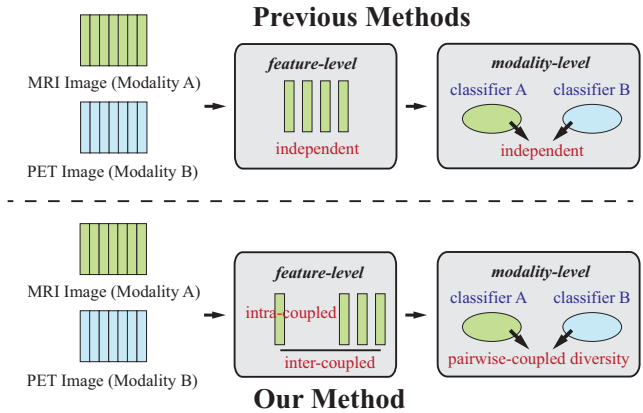 Previous Methods
MRI Image (Modality A)
PET Image (Modality B)
feature-level
independent
modality-level
classifier A classifier B
independent
MRI Image (Modality A)
PET Image (Modality B)
feature-level
intra-coupled
inter-coupled
modality-level
classifier A classifier B
pairwise-coupled diversity
Our Method